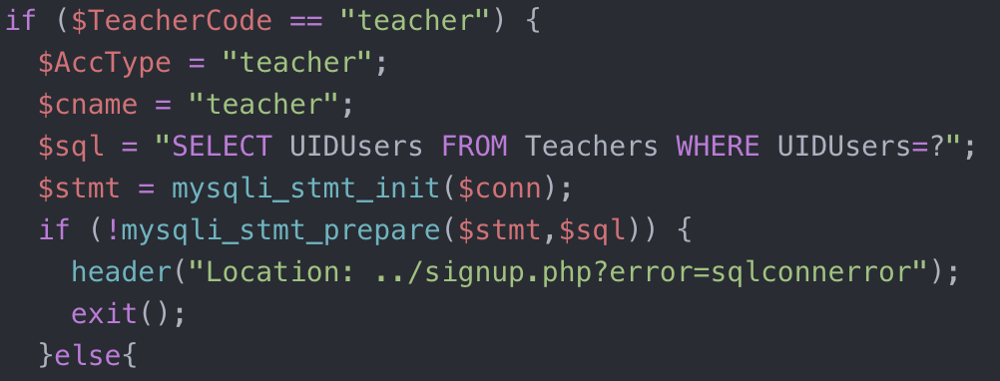 if ($TeacherCode == "teacher") {
$AccType = "teacher";
$cname = "teacher";
$sql = "SELECT UIDUsers FROM Teachers WHERE UIDUsers=?";
$stmt = mysqli_stmt_init($conn);
if (!mysqli_stmt_prepare($stmt,$sql)) {
header("Location: ../signup.php?error=sqlconnerror");
exit();
}else{